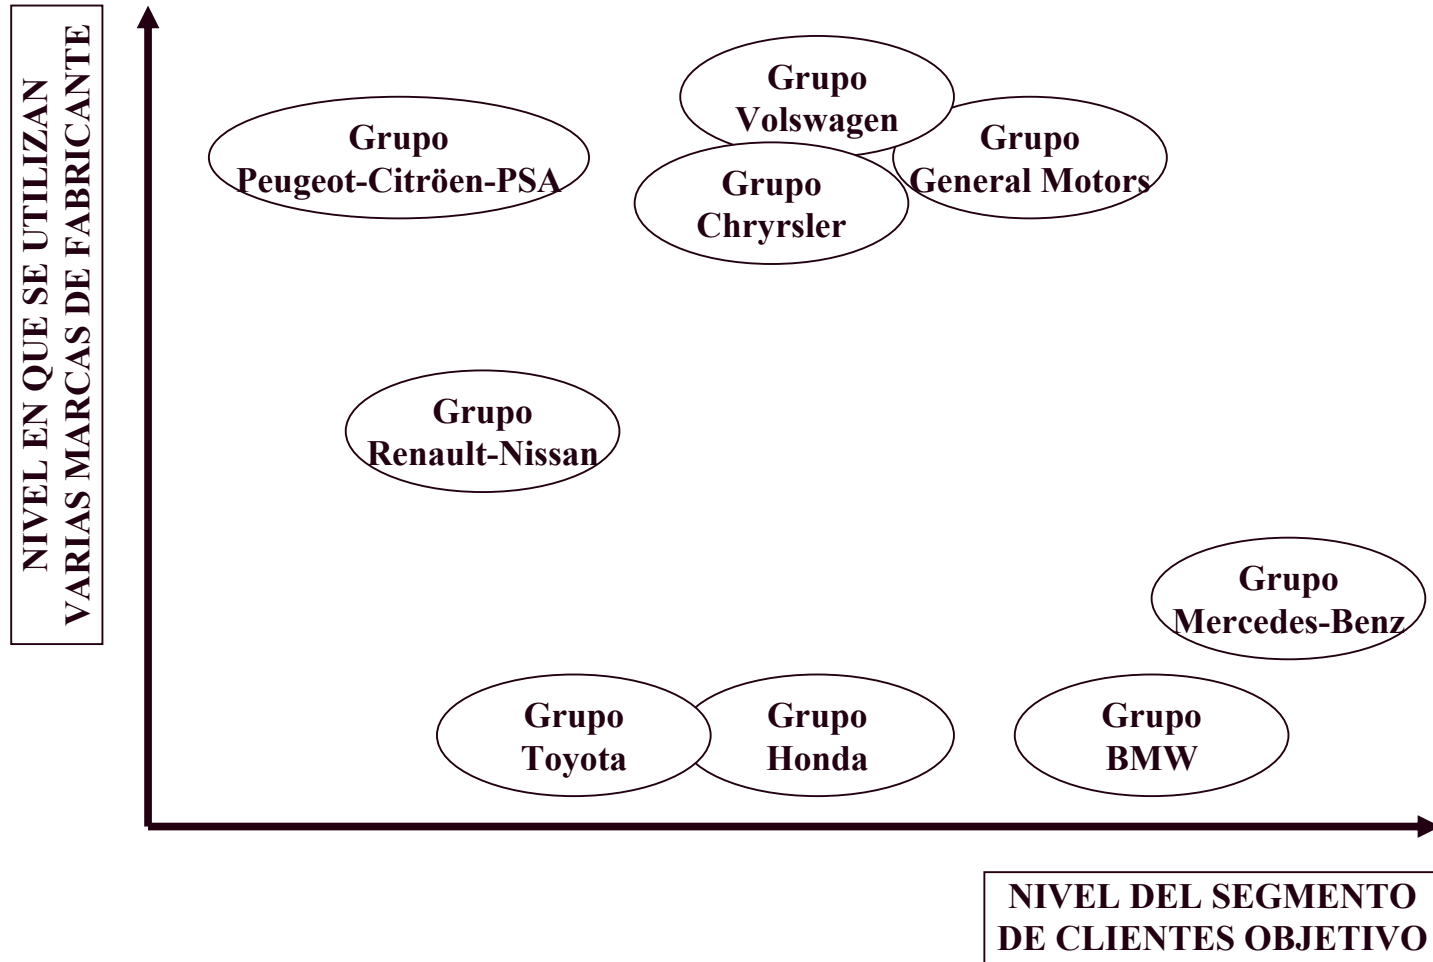 NIVEL EN QUE SE UTILIZAN
VARIAS MARCAS DE FABRICANTE
Grupo
Peugeot-Citröen-PSA
Grupo
Volswagen
Grupo
General Motors
Grupo
Chryrsler
Grupo
Renault-Nissan
Grupo
Mercedes-Benz
Grupo
Toyota
Grupo
Honda
Grupo
BMW
NIVEL DEL SEGMENTO
DE CLIENTES OBJETIVO